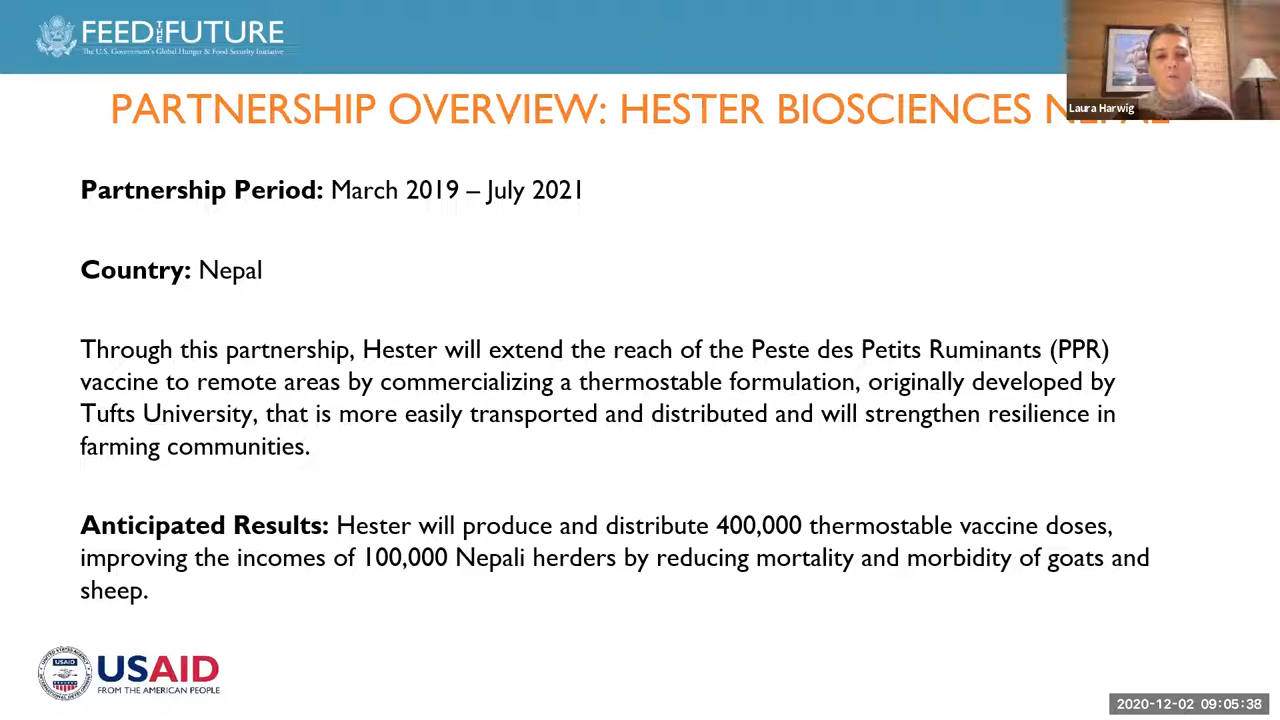 FEED THE FUTURE
The U.S. Government's Global Hunger & Food Security Initiative
Laura Harwig
PARTNERSHIP OVERVIEW: HESTER BIOSCIENCES
Partnership Period: March 2019 – July 2021
Country: Nepal
Through this partnership, Hester will extend the reach of the Peste des Petits Ruminants (PPR)
vaccine to remote areas by commercializing a thermostable formulation, originally developed by
Tufts University, that is more easily transported and distributed and will strengthen resilience in
farming communities.
Anticipated Results: Hester will produce and distribute 400,000 thermostable vaccine doses,
improving the incomes of 100,000 Nepali herders by reducing mortality and morbidity of goats and
sheep.
USAID
USAID
FROM THE AMERICAN PEOPLE
2020-12-02 09:05:38